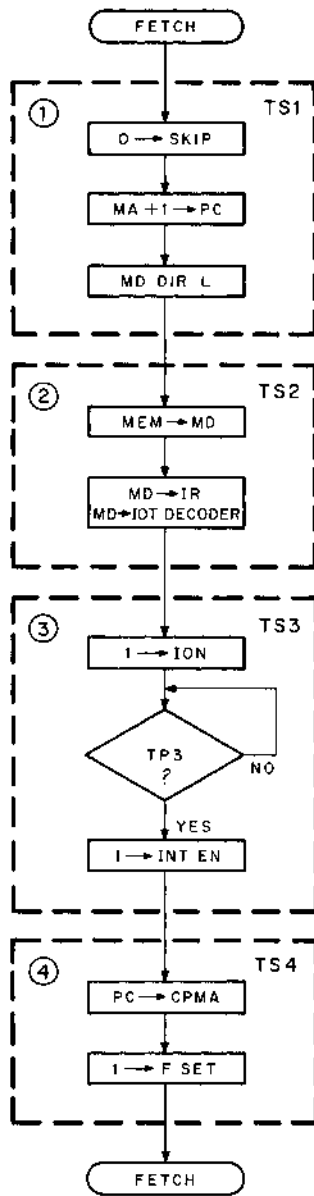 FETCH
① TS1
0 → SKIP
MA + 1 → PC
MD DIR L
② TS2
MEM → MD
MD → IR
MD → IOT DECODER
③ TS3
1 → ION
TP3
?
NO
YES
1 → INT EN
④ TS4
PC → CPMA
1 → F SET
FETCH